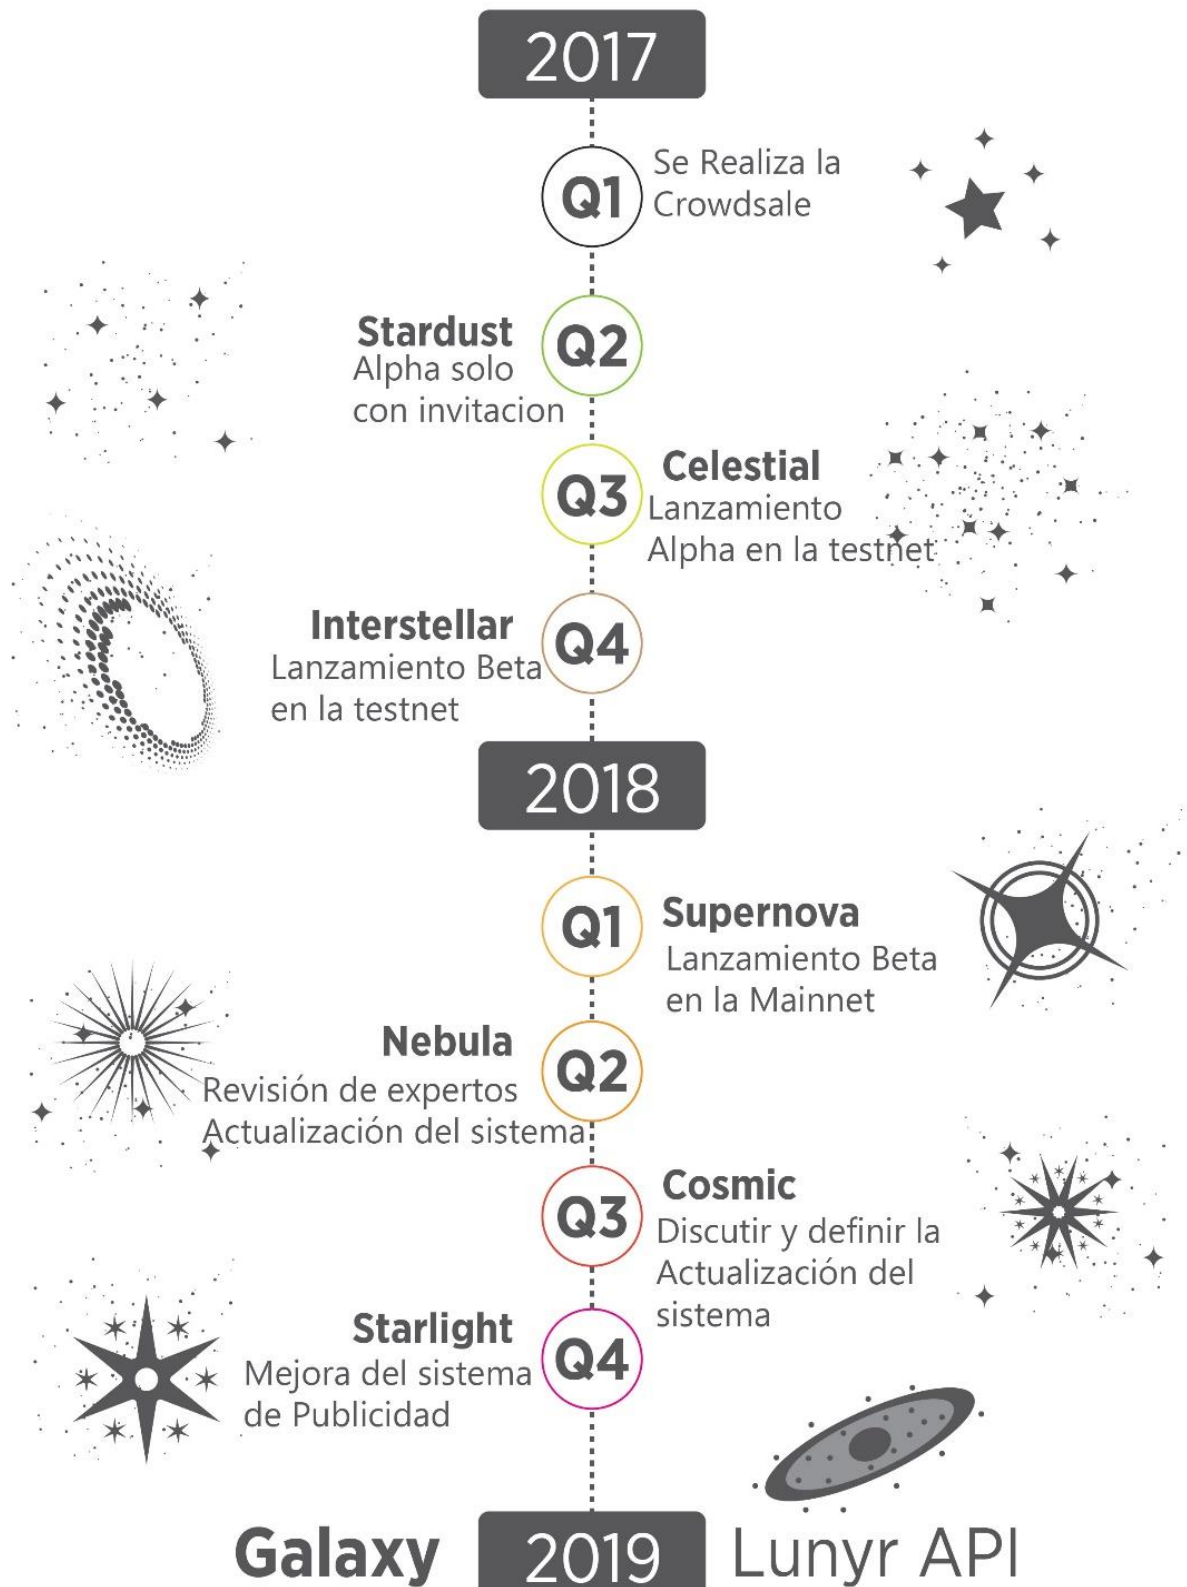 2017
Q1
Se Realiza la
Crowdsale
Stardust
Q2
Alpha solo
con invitacion
Q3
Celestial
Lanzamiento
Alpha en la testnet
Interstellar
Q4
Lanzamiento Beta
en la testnet
2018
Q1
Supernova
Lanzamiento Beta
en la Mainnet
Nebula
Q2
Revisión de expertos
Actualización del sistema
Q3
Cosmic
Discutir y definir la
Actualización del
sistema
Starlight
Q4
Mejora del sistema
de Publicidad
Galaxy 2019 Lunyr API